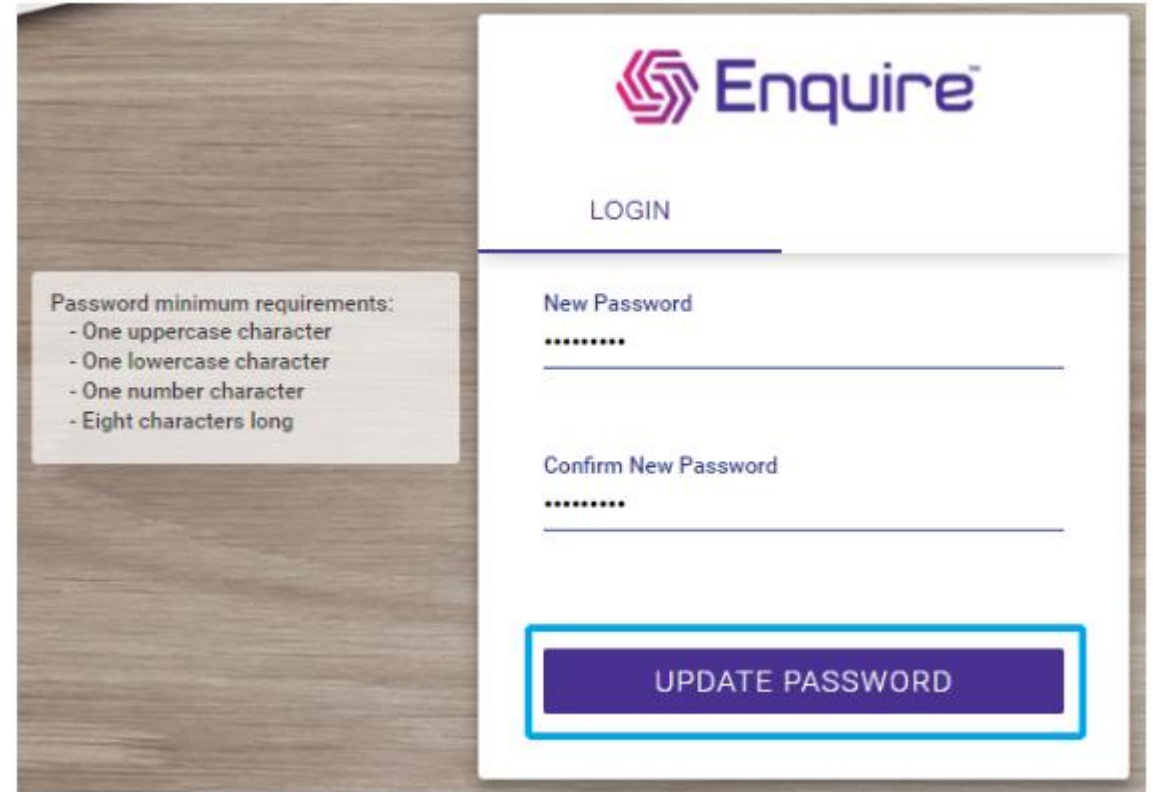 Enquire™
LOGIN
Password minimum requirements:
- One uppercase character
- One lowercase character
- One number character
- Eight characters long
New Password
•••••••••
Confirm New Password
•••••••••
UPDATE PASSWORD